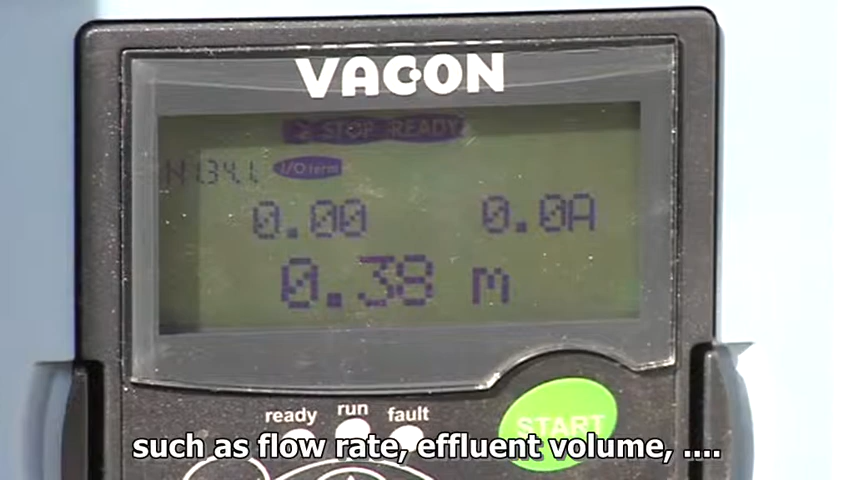 VACON
STOP READY
I/O term
0.00 0.0A
0.38 m
ready run fault
START
such as flow rate, effluent volume, ....